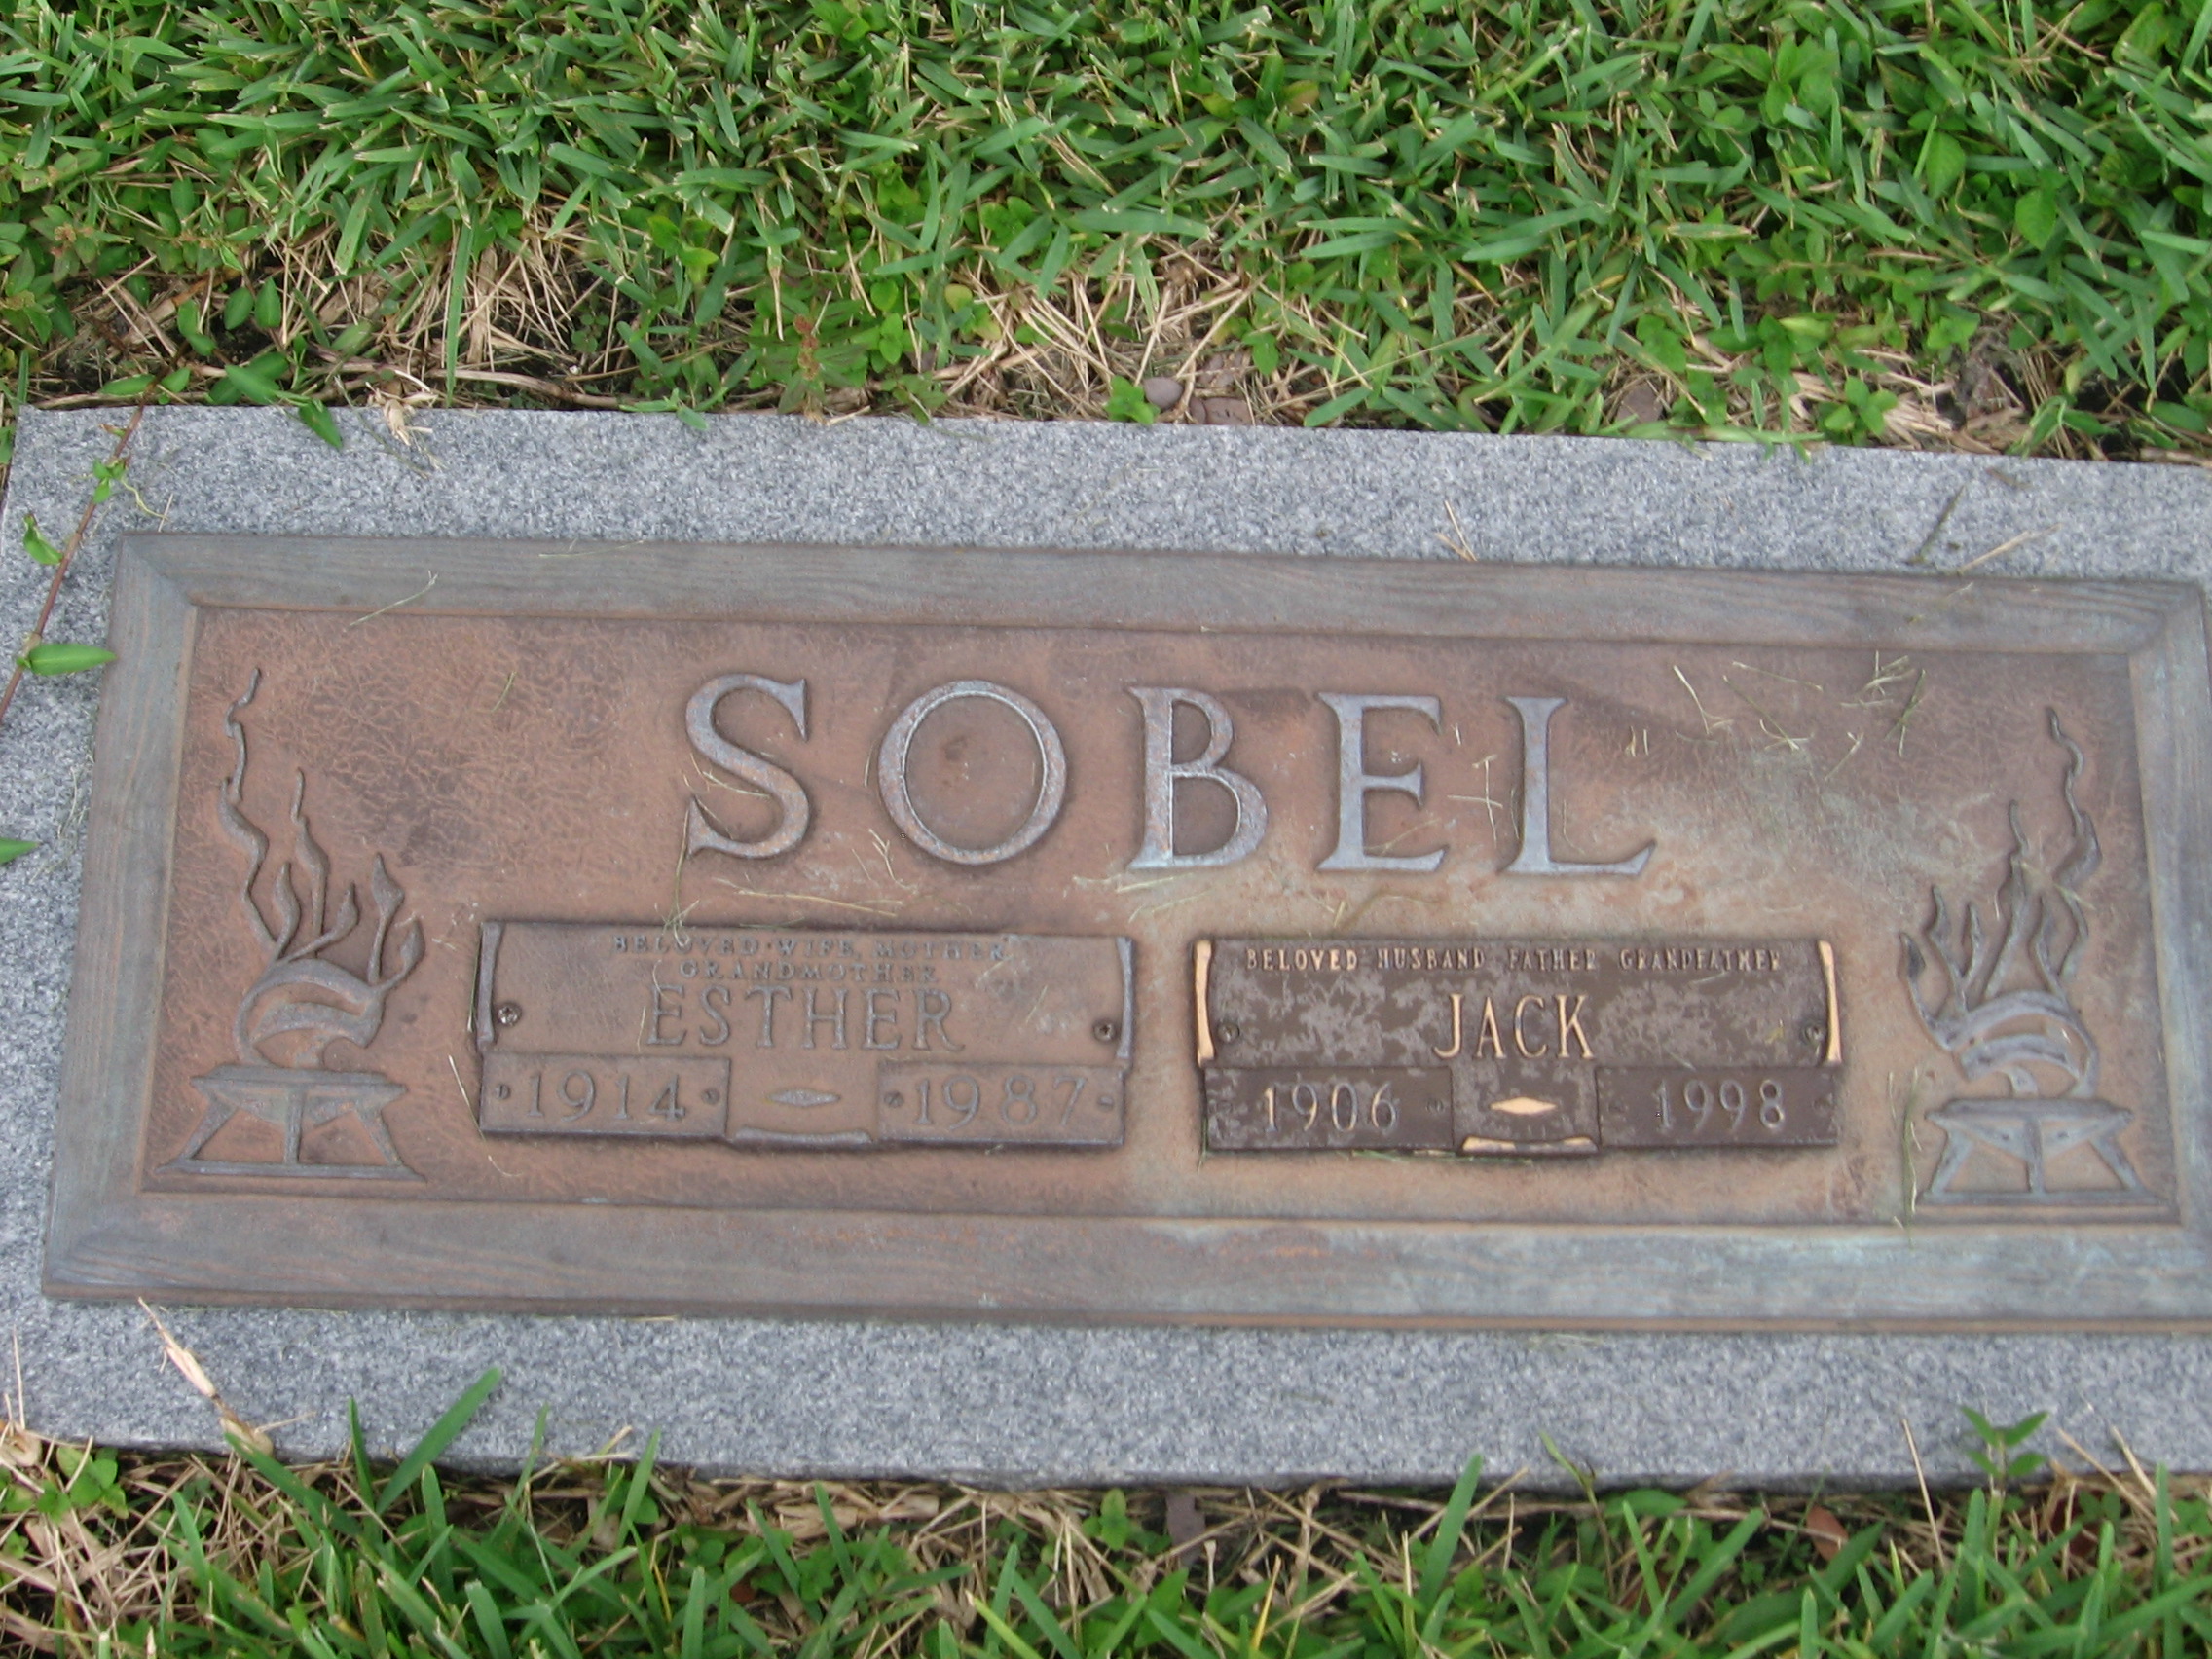 SOBEL
BELOVED WIFE, MOTHER
GRANDMOTHER
ESTHER
1914 1987
BELOVED HUSBAND FATHER GRANDFATHER
JACK
1906 1998